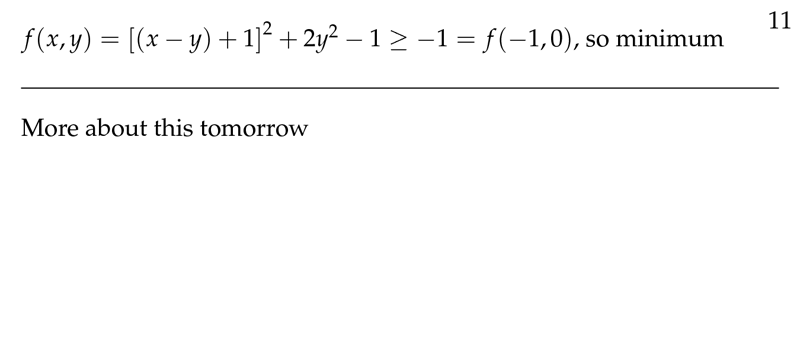 11
f(x,y) = [(x − y) + 1]² + 2y² − 1 ≥ −1 = f(−1,0), so minimum
More about this tomorrow